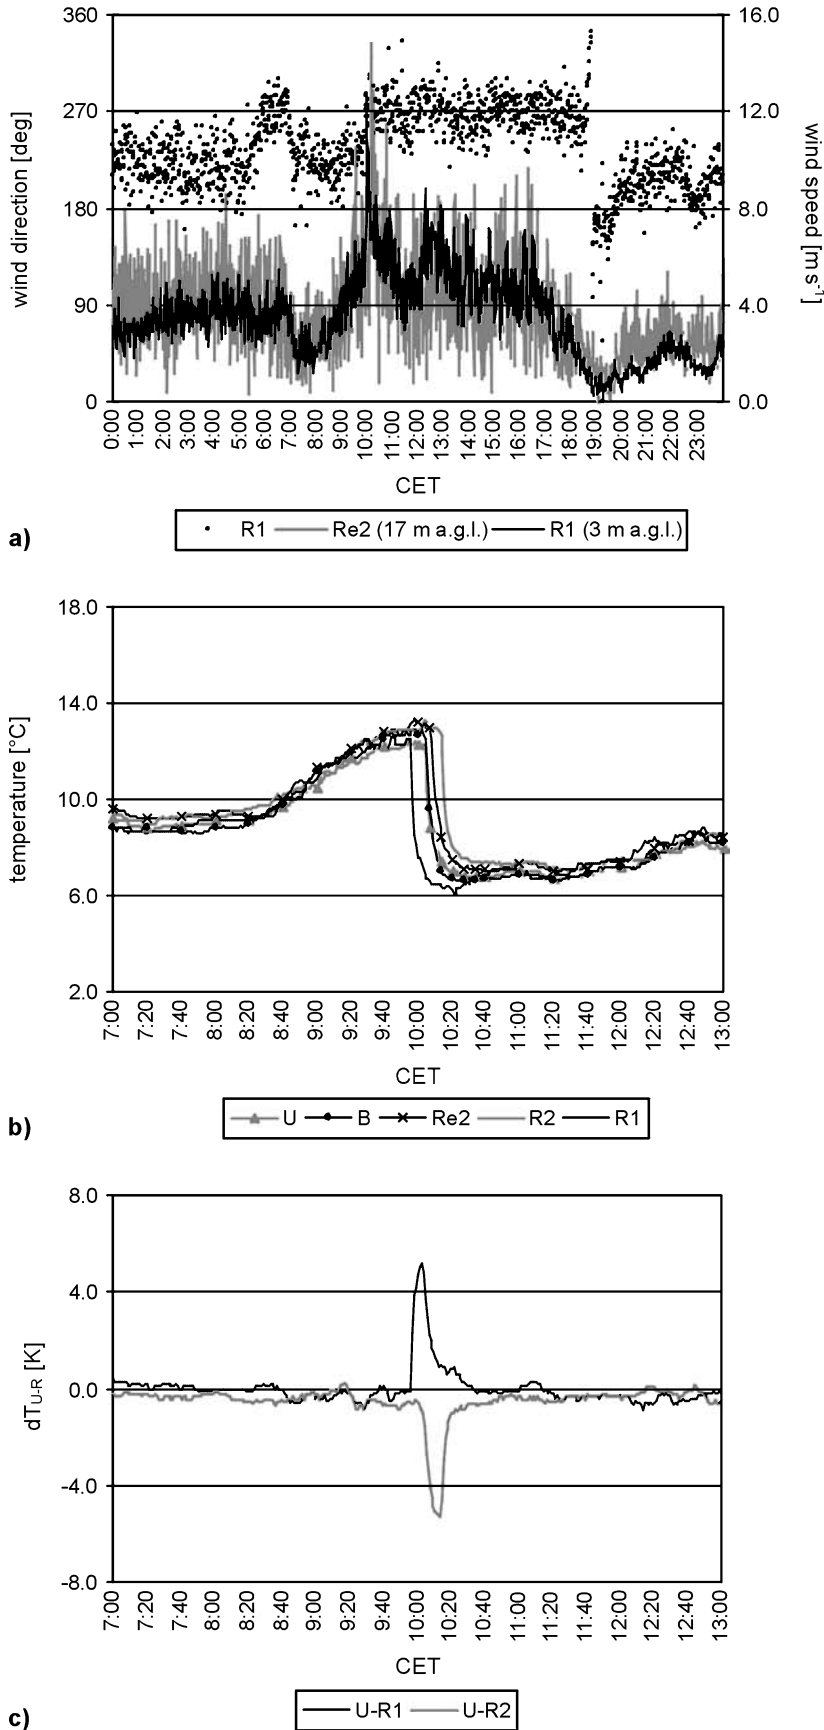 360
270
180
90
0
wind direction [deg]
16.0
12.0
8.0
4.0
0.0
wind speed [m s-1]
0:00 1:00 2:00 3:00 4:00 5:00 6:00 7:00 8:00 9:00 10:00 11:00 12:00 13:00 14:00 15:00 16:00 17:00 18:00 19:00 20:00 21:00 22:00 23:00
CET
R1 Re2 (17 m a.g.l.) R1 (3 m a.g.l.)
a)
18.0
14.0
10.0
6.0
2.0
temperature [°C]
7:00 7:20 7:40 8:00 8:20 8:40 9:00 9:20 9:40 10:00 10:20 10:40 11:00 11:20 11:40 12:00 12:20 12:40 13:00
CET
U B Re2 R2 R1
b)
8.0
4.0
0.0
-4.0
-8.0
dTU-R [K]
7:00 7:20 7:40 8:00 8:20 8:40 9:00 9:20 9:40 10:00 10:20 10:40 11:00 11:20 11:40 12:00 12:20 12:40 13:00
CET
U-R1 U-R2
c)